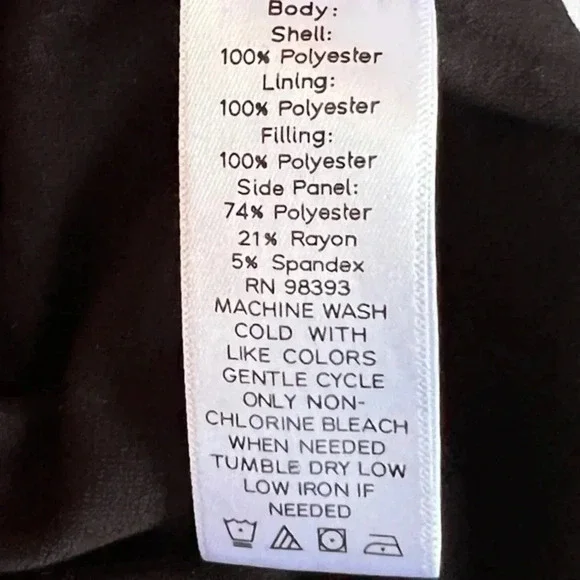 Body:
Shell:
100% Polyester
Lining:
100% Polyester
Filling:
100% Polyester
Side Panel:
74% Polyester
21% Rayon
5% Spandex
RN 98393
MACHINE WASH
COLD WITH
LIKE COLORS
GENTLE CYCLE
ONLY NON-
CHLORINE BLEACH
WHEN NEEDED
TUMBLE DRY LOW
LOW IRON IF
NEEDED